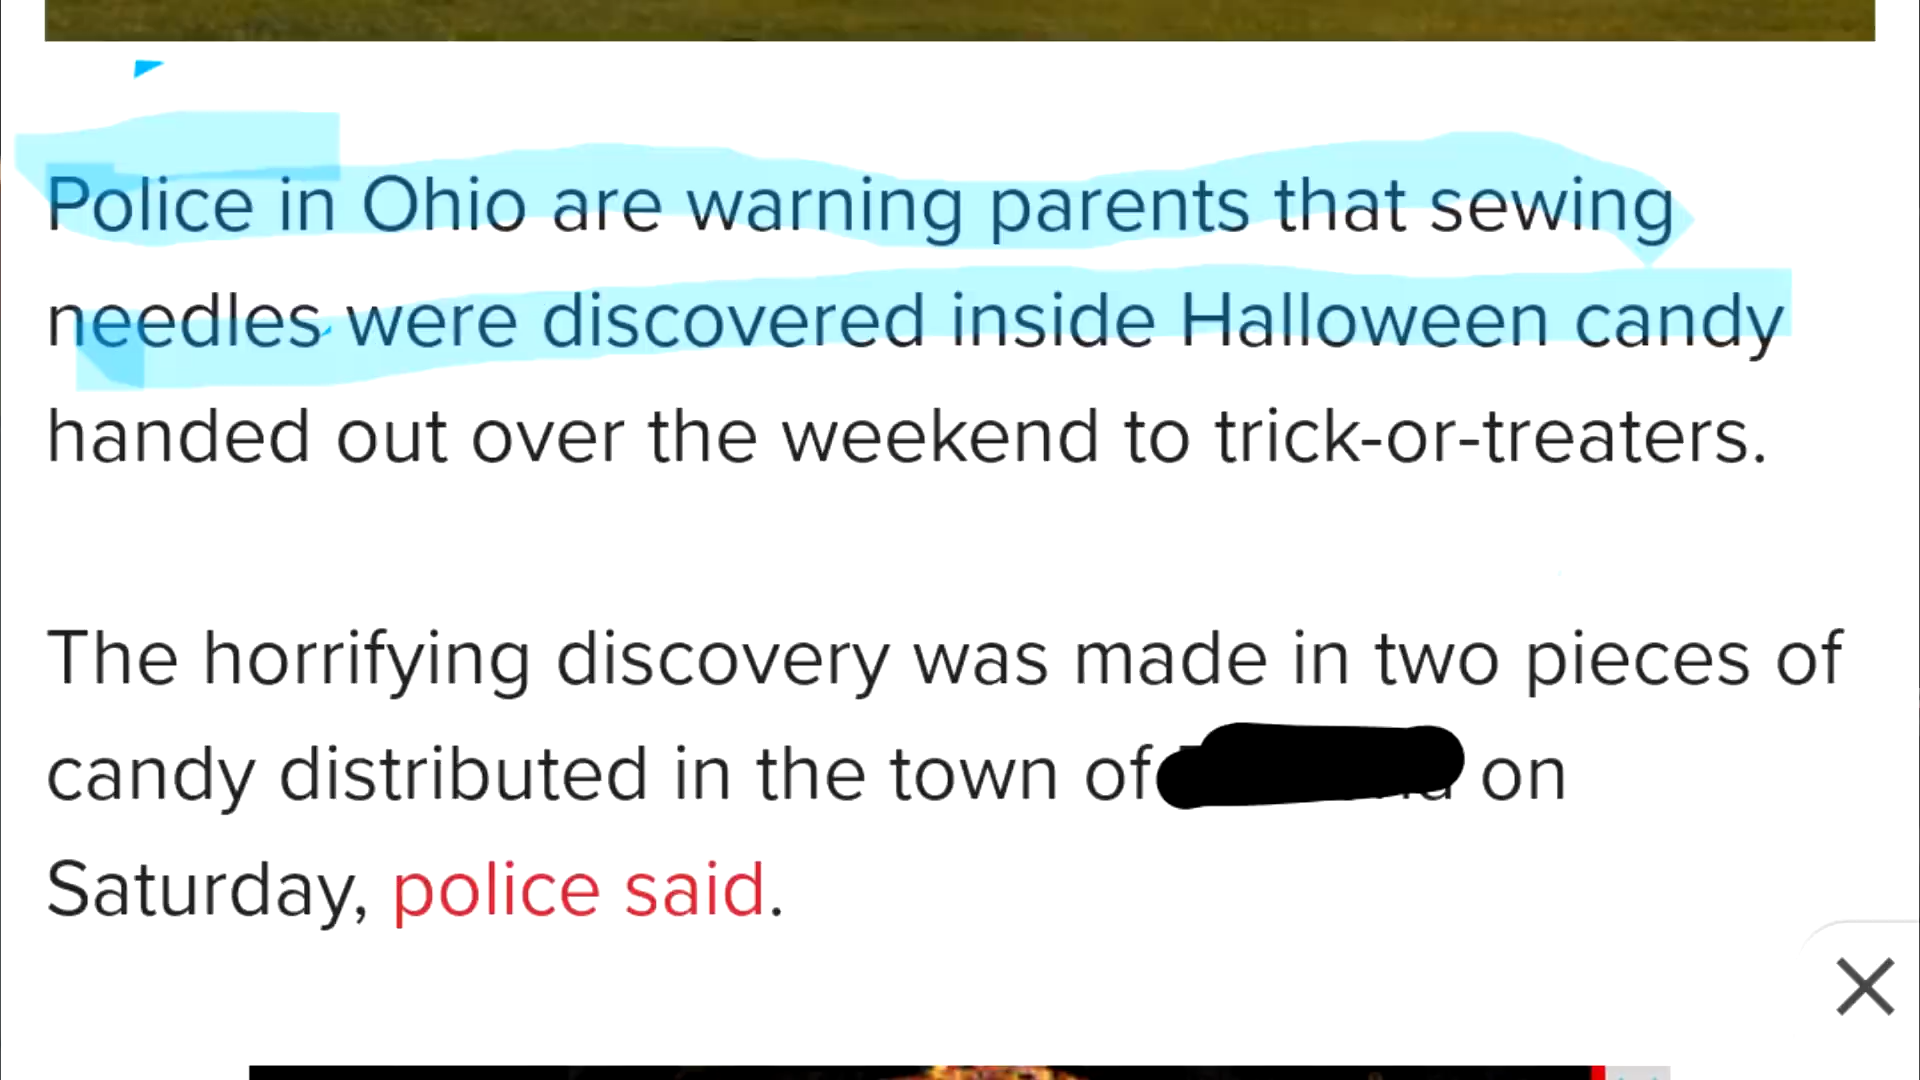 Police in Ohio are warning parents that sewing
needles were discovered inside Halloween candy
handed out over the weekend to trick-or-treaters.
The horrifying discovery was made in two pieces of
candy distributed in the town of on
Saturday, police said.